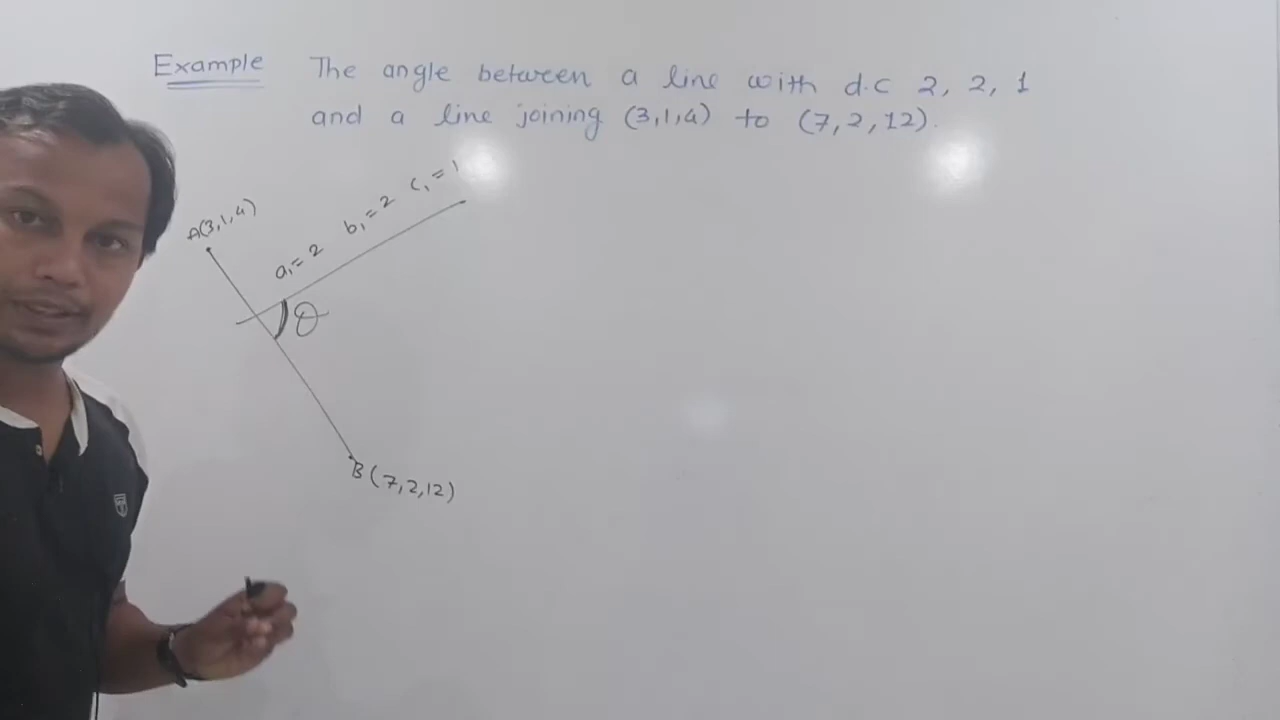 Example The angle between a line with d.c 2, 2, 1
and a line joining (3,1,4) to (7,2,12).
A(3,1,4)
a₁=2 b₁=2 c₁=1
θ
B(7,2,12)